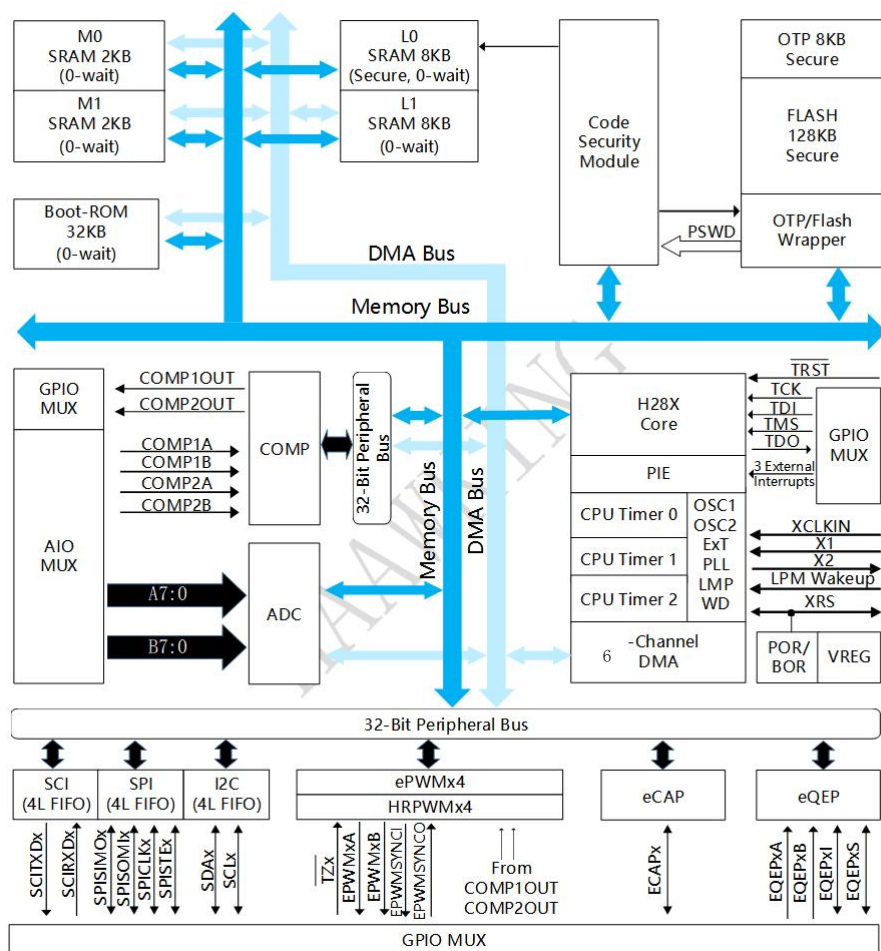 M0
SRAM 2KB
(0-wait)
M1
SRAM 2KB
(0-wait)
L0
SRAM 8KB
(Secure, 0-wait)
L1
SRAM 8KB
(0-wait)
Code
Security
Module
OTP 8KB
Secure
FLASH
128KB
Secure
OTP/Flash
Wrapper
PSWD
Boot-ROM
32KB
(0-wait)
DMA Bus
Memory Bus
GPIO
MUX
AIO
MUX
COMP1OUT
COMP2OUT
COMP1A
COMP1B
COMP2A
COMP2B
COMP
32-Bit Peripheral
Bus
A7:0
B7:0
ADC
Memory Bus
DMA Bus
H28X
Core
PIE
CPU Timer 0
CPU Timer 1
CPU Timer 2
OSC1
OSC2
ExT
PLL
LMP
WD
6 -Channel
DMA
TRST
TCK
TDI
TMS
TDO
3 External
Interrupts
GPIO
MUX
XCLKIN
X1
X2
LPM Wakeup
XRS
POR/
BOR
VREG
32-Bit Peripheral Bus
SCI
(4L FIFO)
SPI
(4L FIFO)
I2C
(4L FIFO)
ePWMx4
HRPWMx4
eCAP
eQEP
SCITXDx
SCIRXDx
SPISIMOx
SPISOMIx
SPICLKx
SPISTEx
SDAx
SCLx
TZx
EPWMxA
EPWMxB
EPWMSYNCI
EPWMSYNCO
From
COMP1OUT
COMP2OUT
ECAPx
EQEPxA
EQEPxB
EQEPxI
EQEPxS
GPIO MUX